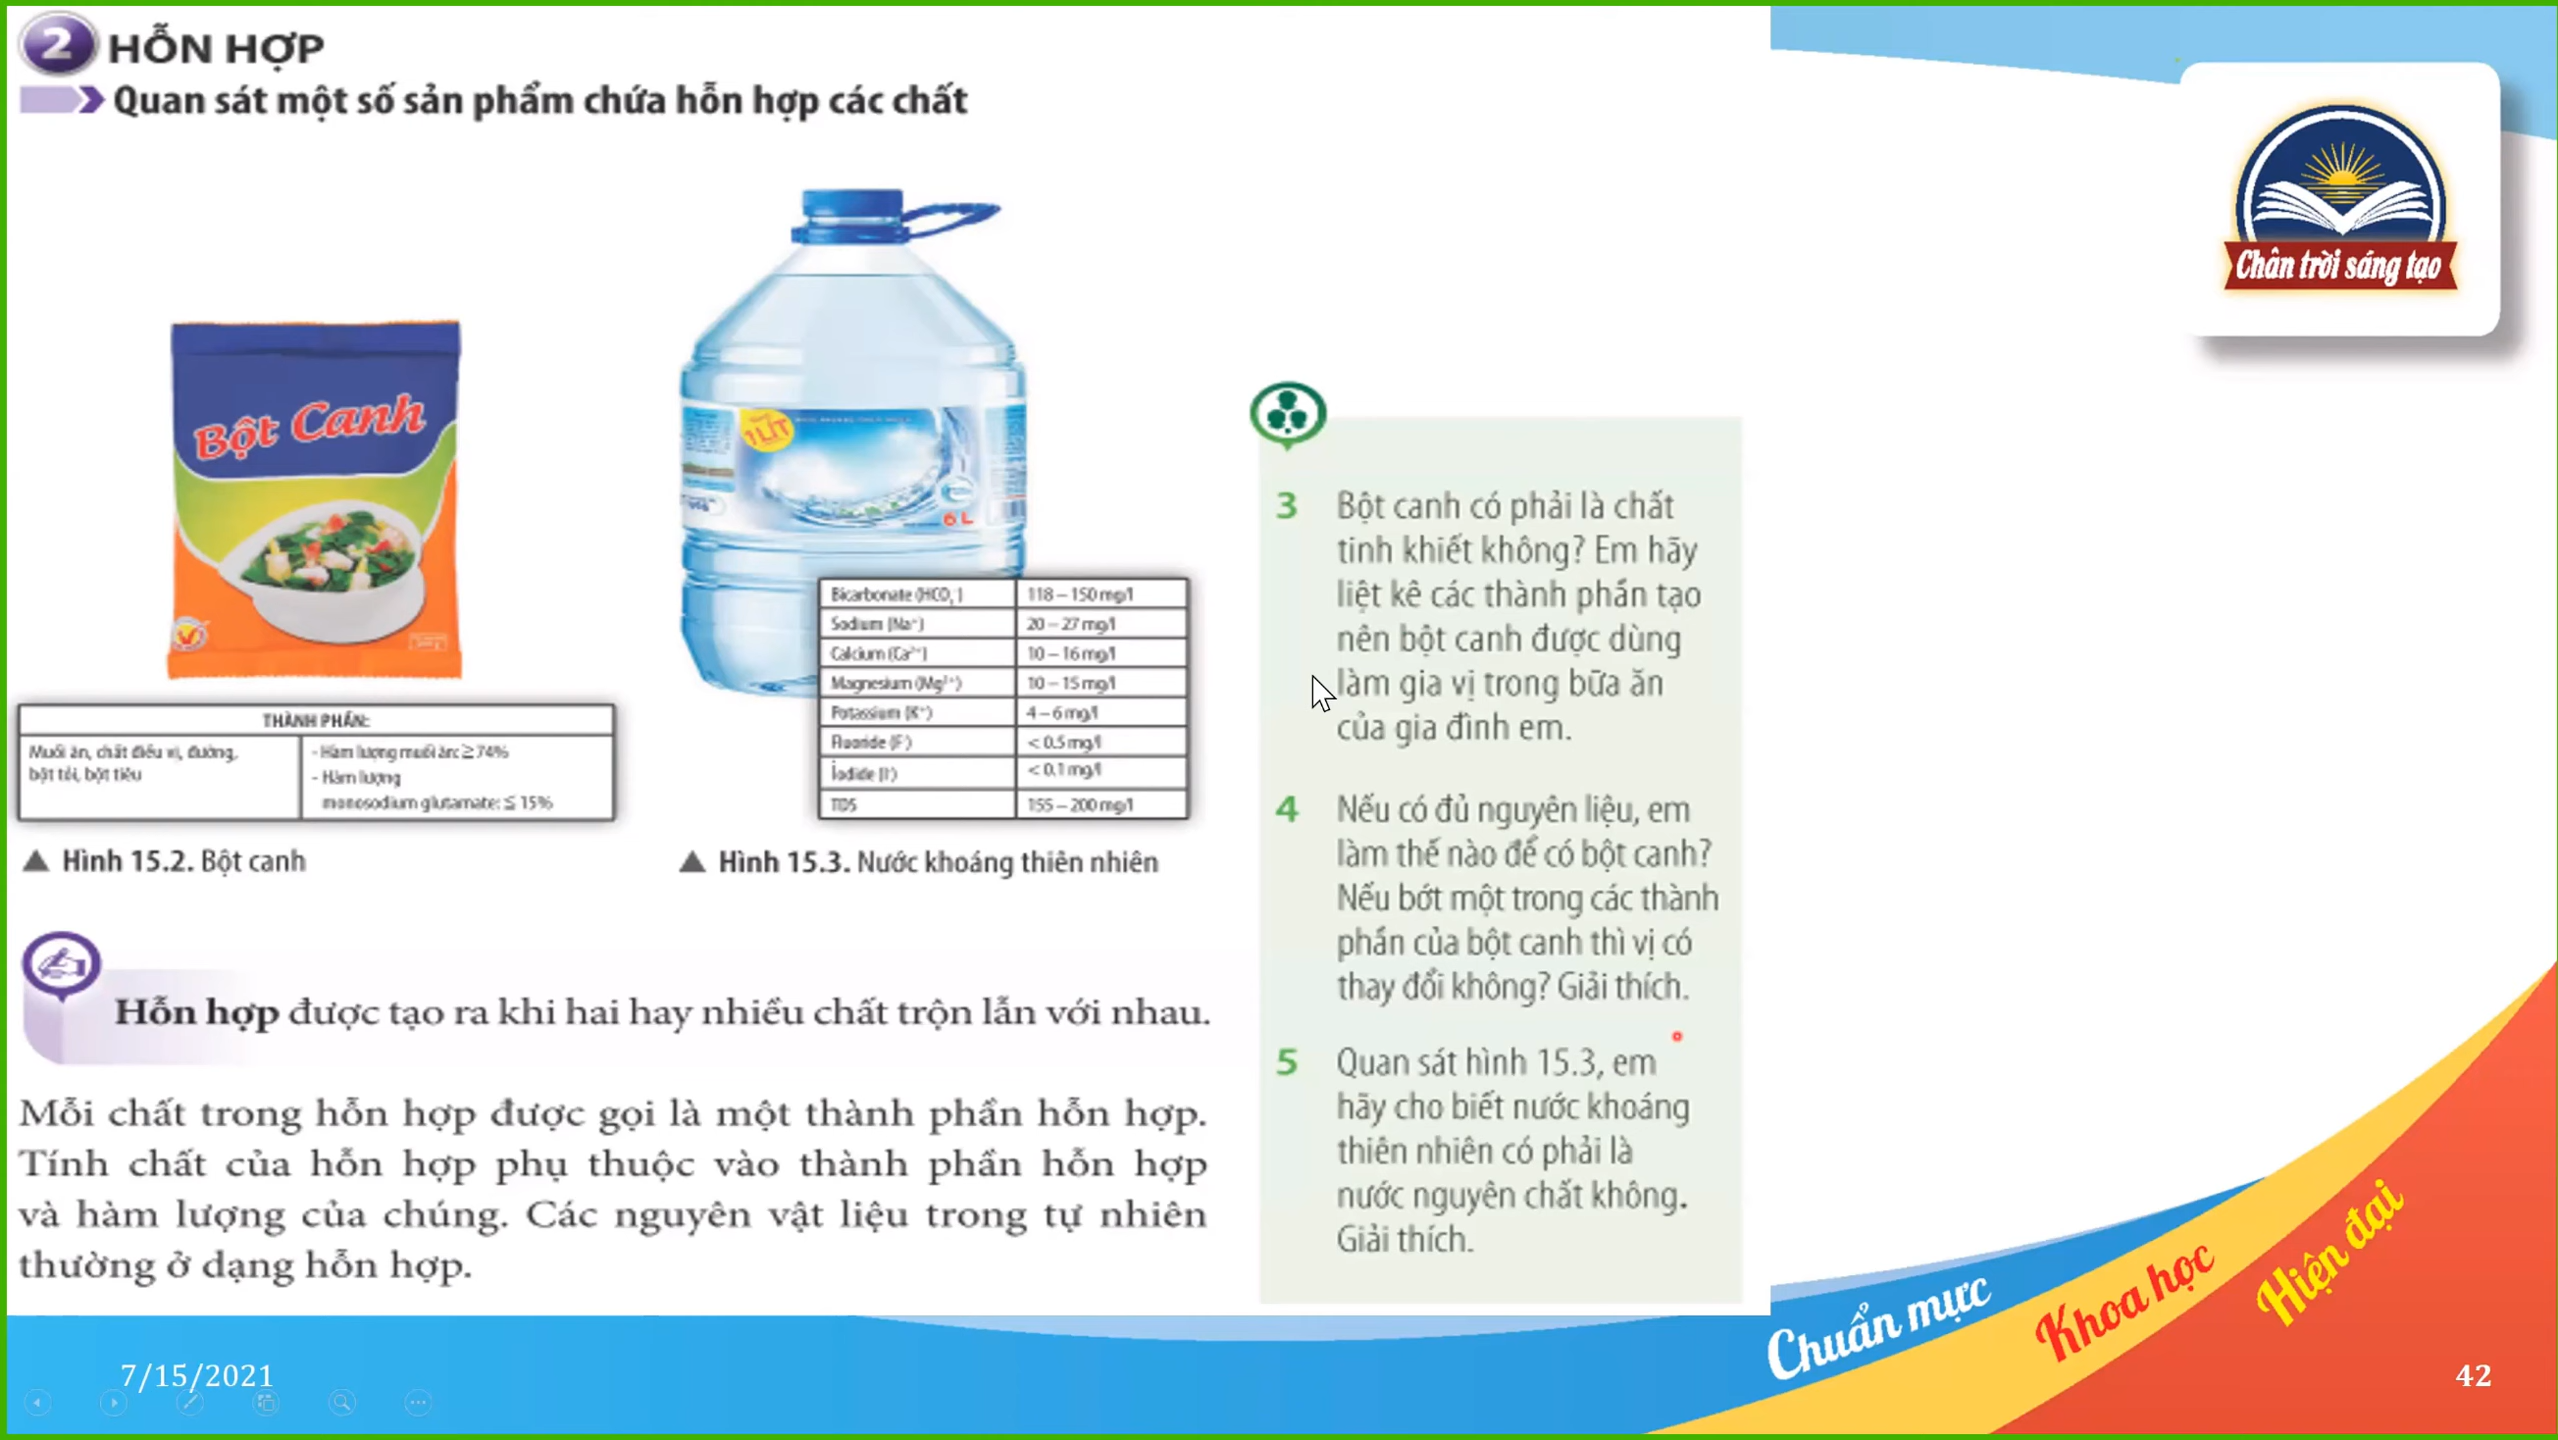 2 HỖN HỢP
Quan sát một số sản phẩm chứa hỗn hợp các chất
Chân trời sáng tạo
Bột Canh
1 LÍT
6 L
THÀNH PHẦN:
Muối ăn, chất điều vị, đường,
bột tỏi, bột tiêu
- Hàm lượng muối ăn: ≥ 74%
- Hàm lượng
monosodium glutamate: ≤ 15%
Bicarbonate (HCO₃⁻) 118 – 150 mg/l
Sodium (Na⁺) 20 – 27 mg/l
Calcium (Ca²⁺) 10 – 16 mg/l
Magnesium (Mg²⁺) 10 – 15 mg/l
Potassium (K⁺) 4 – 6 mg/l
Fluoride (F⁻) < 0.5 mg/l
Iodide (I⁻) < 0.1 mg/l
TDS 155 – 200 mg/l
▲ Hình 15.2. Bột canh
▲ Hình 15.3. Nước khoáng thiên nhiên
Hỗn hợp được tạo ra khi hai hay nhiều chất trộn lẫn với nhau.
Mỗi chất trong hỗn hợp được gọi là một thành phần hỗn hợp.
Tính chất của hỗn hợp phụ thuộc vào thành phần hỗn hợp
và hàm lượng của chúng. Các nguyên vật liệu trong tự nhiên
thường ở dạng hỗn hợp.
3 Bột canh có phải là chất
tinh khiết không? Em hãy
liệt kê các thành phần tạo
nên bột canh được dùng
làm gia vị trong bữa ăn
của gia đình em.
4 Nếu có đủ nguyên liệu, em
làm thế nào để có bột canh?
Nếu bớt một trong các thành
phần của bột canh thì vị có
thay đổi không? Giải thích.
5 Quan sát hình 15.3, em
hãy cho biết nước khoáng
thiên nhiên có phải là
nước nguyên chất không.
Giải thích.
Chuẩn mực
Khoa học
Hiện đại
7/15/2021
42